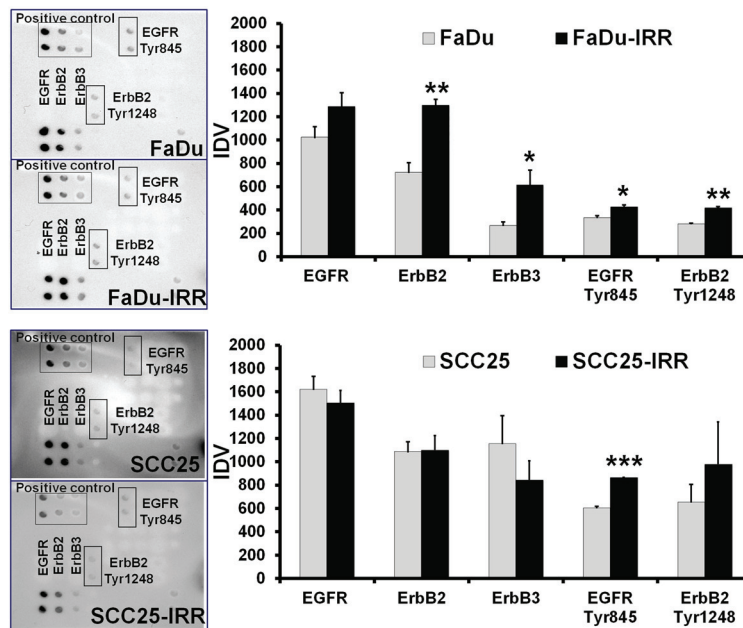 Positive control
EGFR
Tyr845
EGFR
ErbB2
ErbB3
ErbB2
Tyr1248
FaDu
Positive control
EGFR
Tyr845
EGFR
ErbB2
ErbB3
ErbB2
Tyr1248
FaDu-IRR
FaDu FaDu-IRR
IDV
2000
1800
1600
1400
1200
1000
800
600
400
200
0
** * * **
EGFR ErbB2 ErbB3 EGFR ErbB2
Tyr845 Tyr1248
Positive control
EGFR
Tyr845
EGFR
ErbB2
ErbB3
ErbB2
Tyr1248
SCC25
Positive control
EGFR
Tyr845
EGFR
ErbB2
ErbB3
ErbB2
Tyr1248
SCC25-IRR
SCC25 SCC25-IRR
IDV
2000
1800
1600
1400
1200
1000
800
600
400
200
0
***
EGFR ErbB2 ErbB3 EGFR ErbB2
Tyr845 Tyr1248